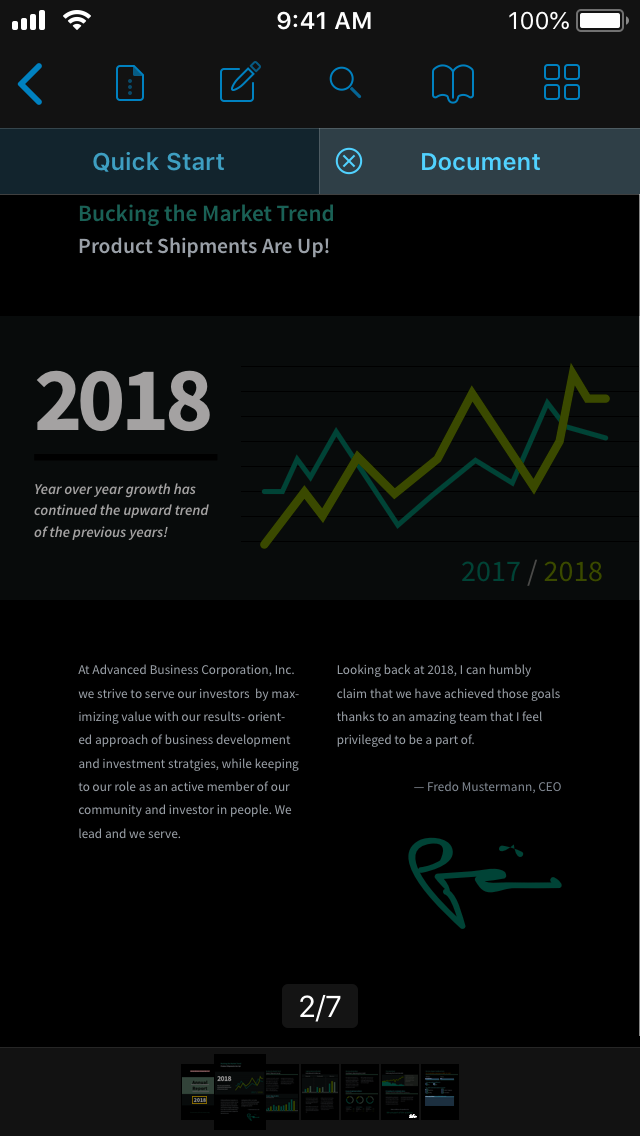 9:41 AM
100%
Quick Start
Document
Bucking the Market Trend
Product Shipments Are Up!
2018
Year over year growth has
continued the upward trend
of the previous years!
2017 / 2018
At Advanced Business Corporation, Inc.
we strive to serve our investors by max-
imizing value with our results- orient-
ed approach of business development
and investment stratgies, while keeping
to our role as an active member of our
community and investor in people. We
lead and we serve.
Looking back at 2018, I can humbly
claim that we have achieved those goals
thanks to an amazing team that I feel
privileged to be a part of.
— Fredo Mustermann, CEO
2/7
Annual
Report
2018
2018